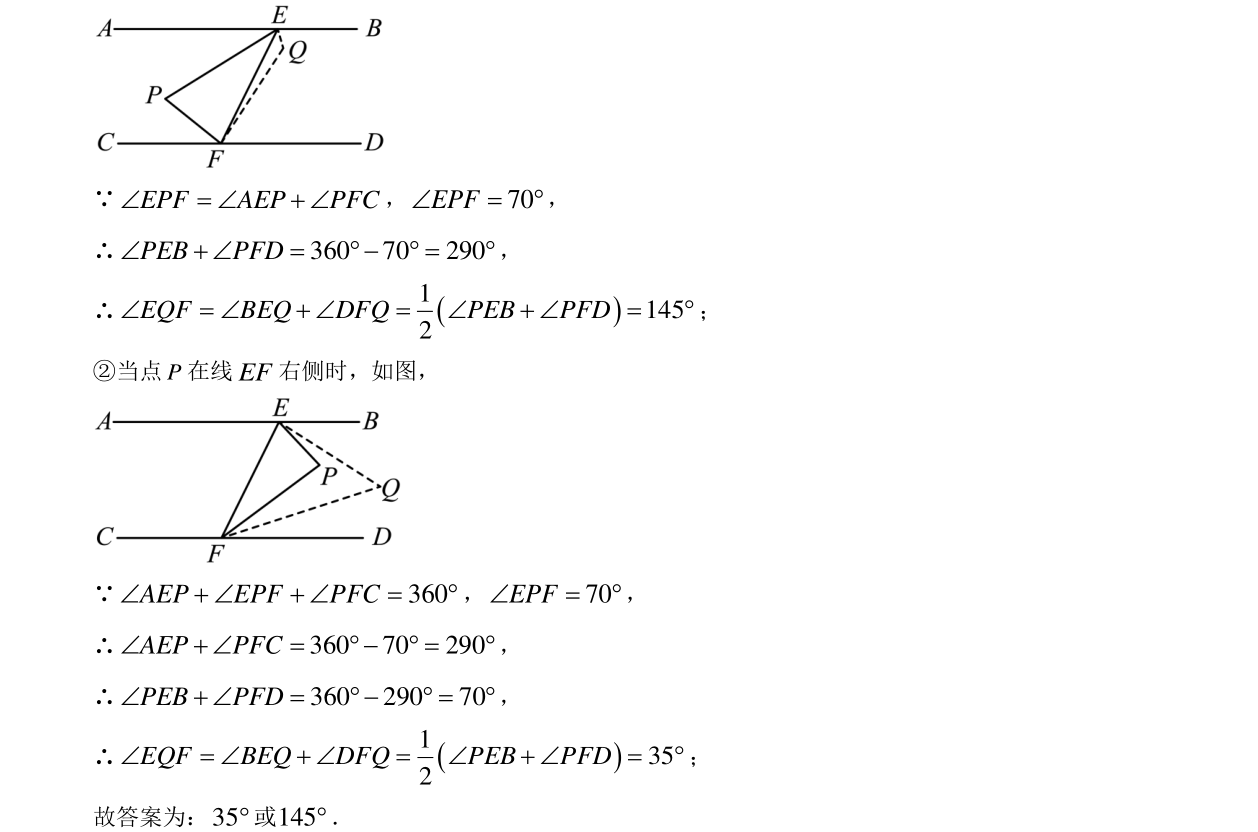 E
A B
Q
P
C D
F
∵ ∠EPF = ∠AEP + ∠PFC，∠EPF = 70°，
∴ ∠PEB + ∠PFD = 360° − 70° = 290°，
∴ ∠EQF = ∠BEQ + ∠DFQ = 1/2(∠PEB + ∠PFD) = 145°；
②当点 P 在线 EF 右侧时，如图，
E
A B
P
Q
C D
F
∵ ∠AEP + ∠EPF + ∠PFC = 360°，∠EPF = 70°，
∴ ∠AEP + ∠PFC = 360° − 70° = 290°，
∴ ∠PEB + ∠PFD = 360° − 290° = 70°，
∴ ∠EQF = ∠BEQ + ∠DFQ = 1/2(∠PEB + ∠PFD) = 35°；
故答案为：35° 或 145°．